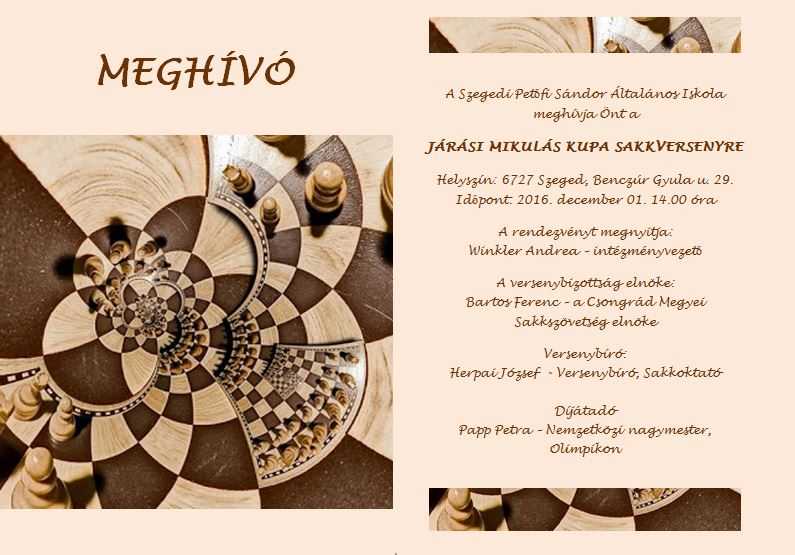 MEGHÍVÓ
A Szegedi Petőfi Sándor Általános Iskola
meghívja Önt a
JÁRÁSI MIKULÁS KUPA SAKKVERSENYRE
Helyszín: 6727 Szeged, Benczúr Gyula u. 29.
Időpont: 2016. december 01. 14.00 óra
A rendezvényt megnyitja:
Winkler Andrea – intézményvezető
A versenybizottság elnöke:
Bartos Ferenc – a Csongrád Megyei
Sakkszövetség elnöke
Versenybíró:
Herpai József - Versenybíró, Sakkoktató
Díjátadó
Papp Petra – Nemzetközi nagymester,
Olimpikon